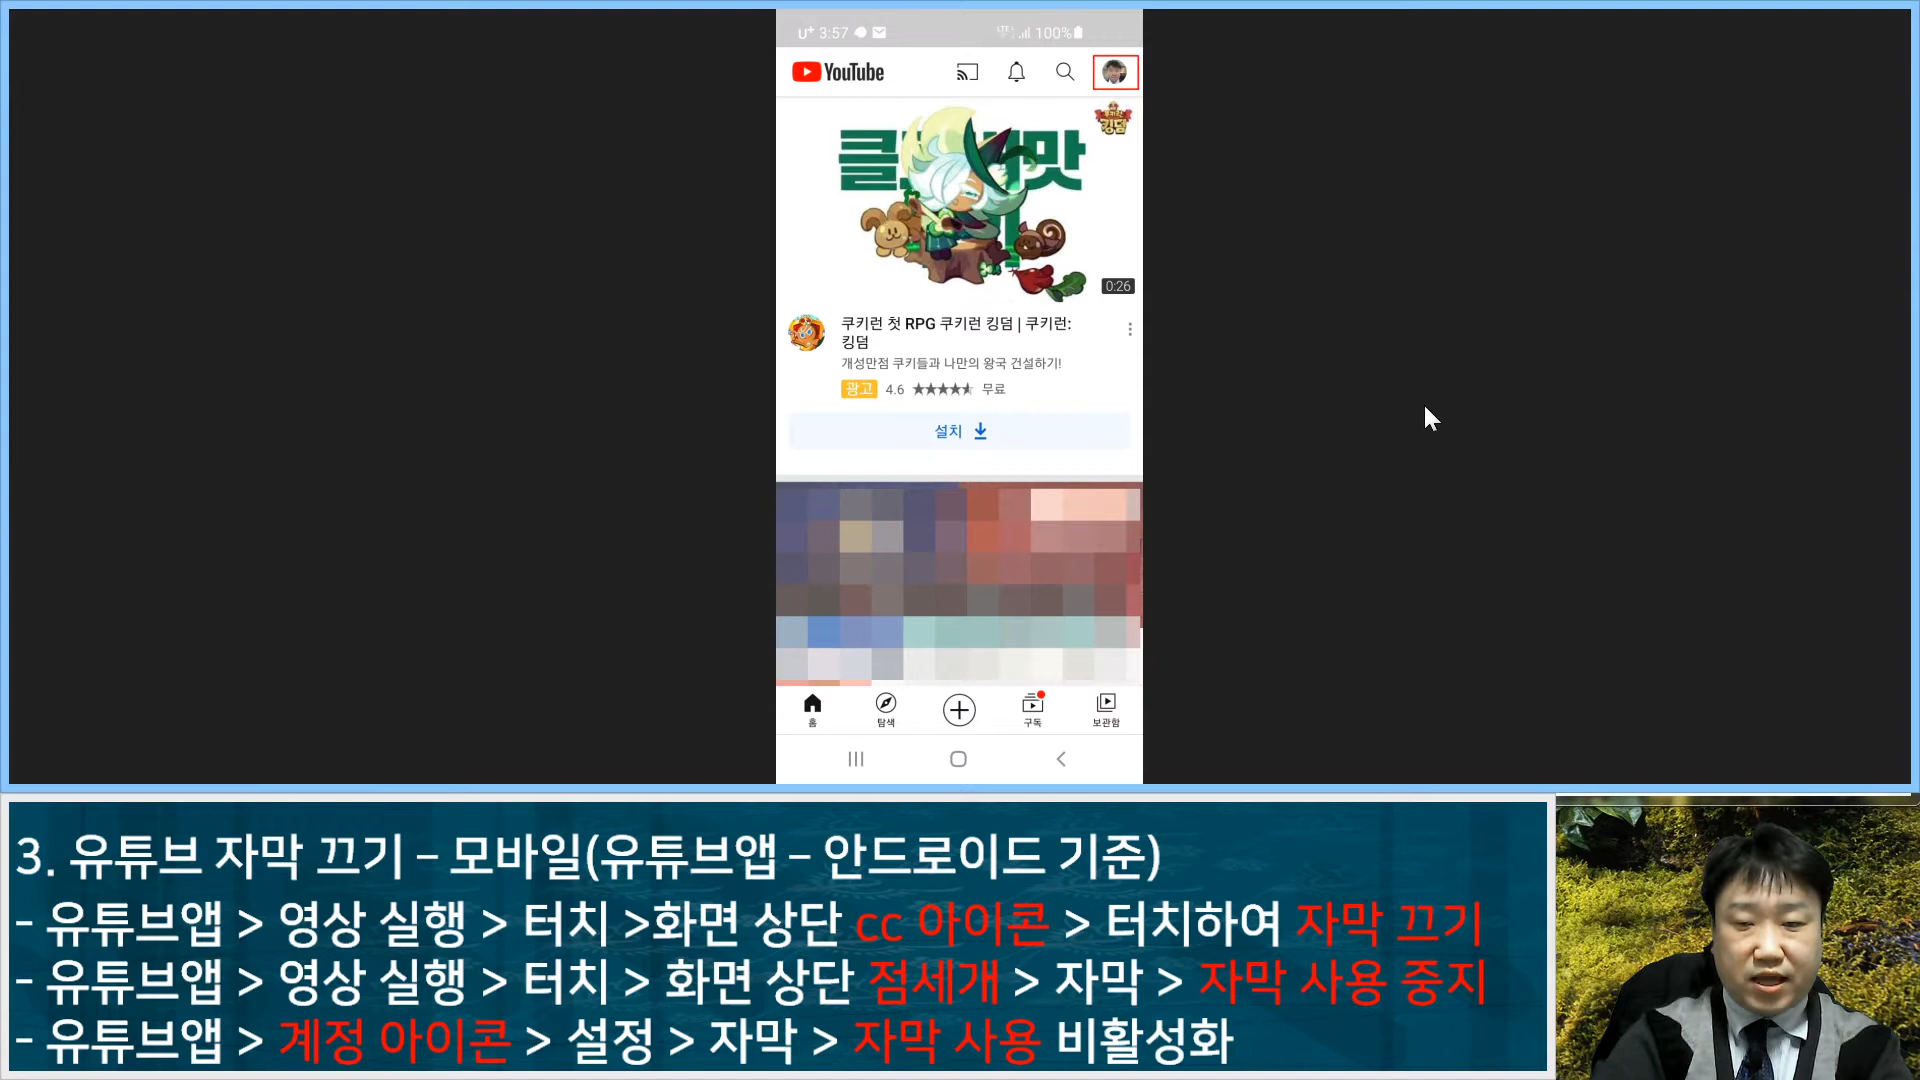 U+ 3:57 LTE 100%
YouTube
쿠키런
킹덤
0:26
쿠키런 첫 RPG 쿠키런 킹덤 | 쿠키런:
킹덤
개성만점 쿠키들과 나만의 왕국 건설하기!
광고 4.6 ★★★★★ 무료
설치
홈 탐색 구독 보관함
3. 유튜브 자막 끄기 – 모바일(유튜브앱 – 안드로이드 기준)
- 유튜브앱 > 영상 실행 > 터치 >화면 상단 cc 아이콘 > 터치하여 자막 끄기
- 유튜브앱 > 영상 실행 > 터치 > 화면 상단 점세개 > 자막 > 자막 사용 중지
- 유튜브앱 > 계정 아이콘 > 설정 > 자막 > 자막 사용 비활성화